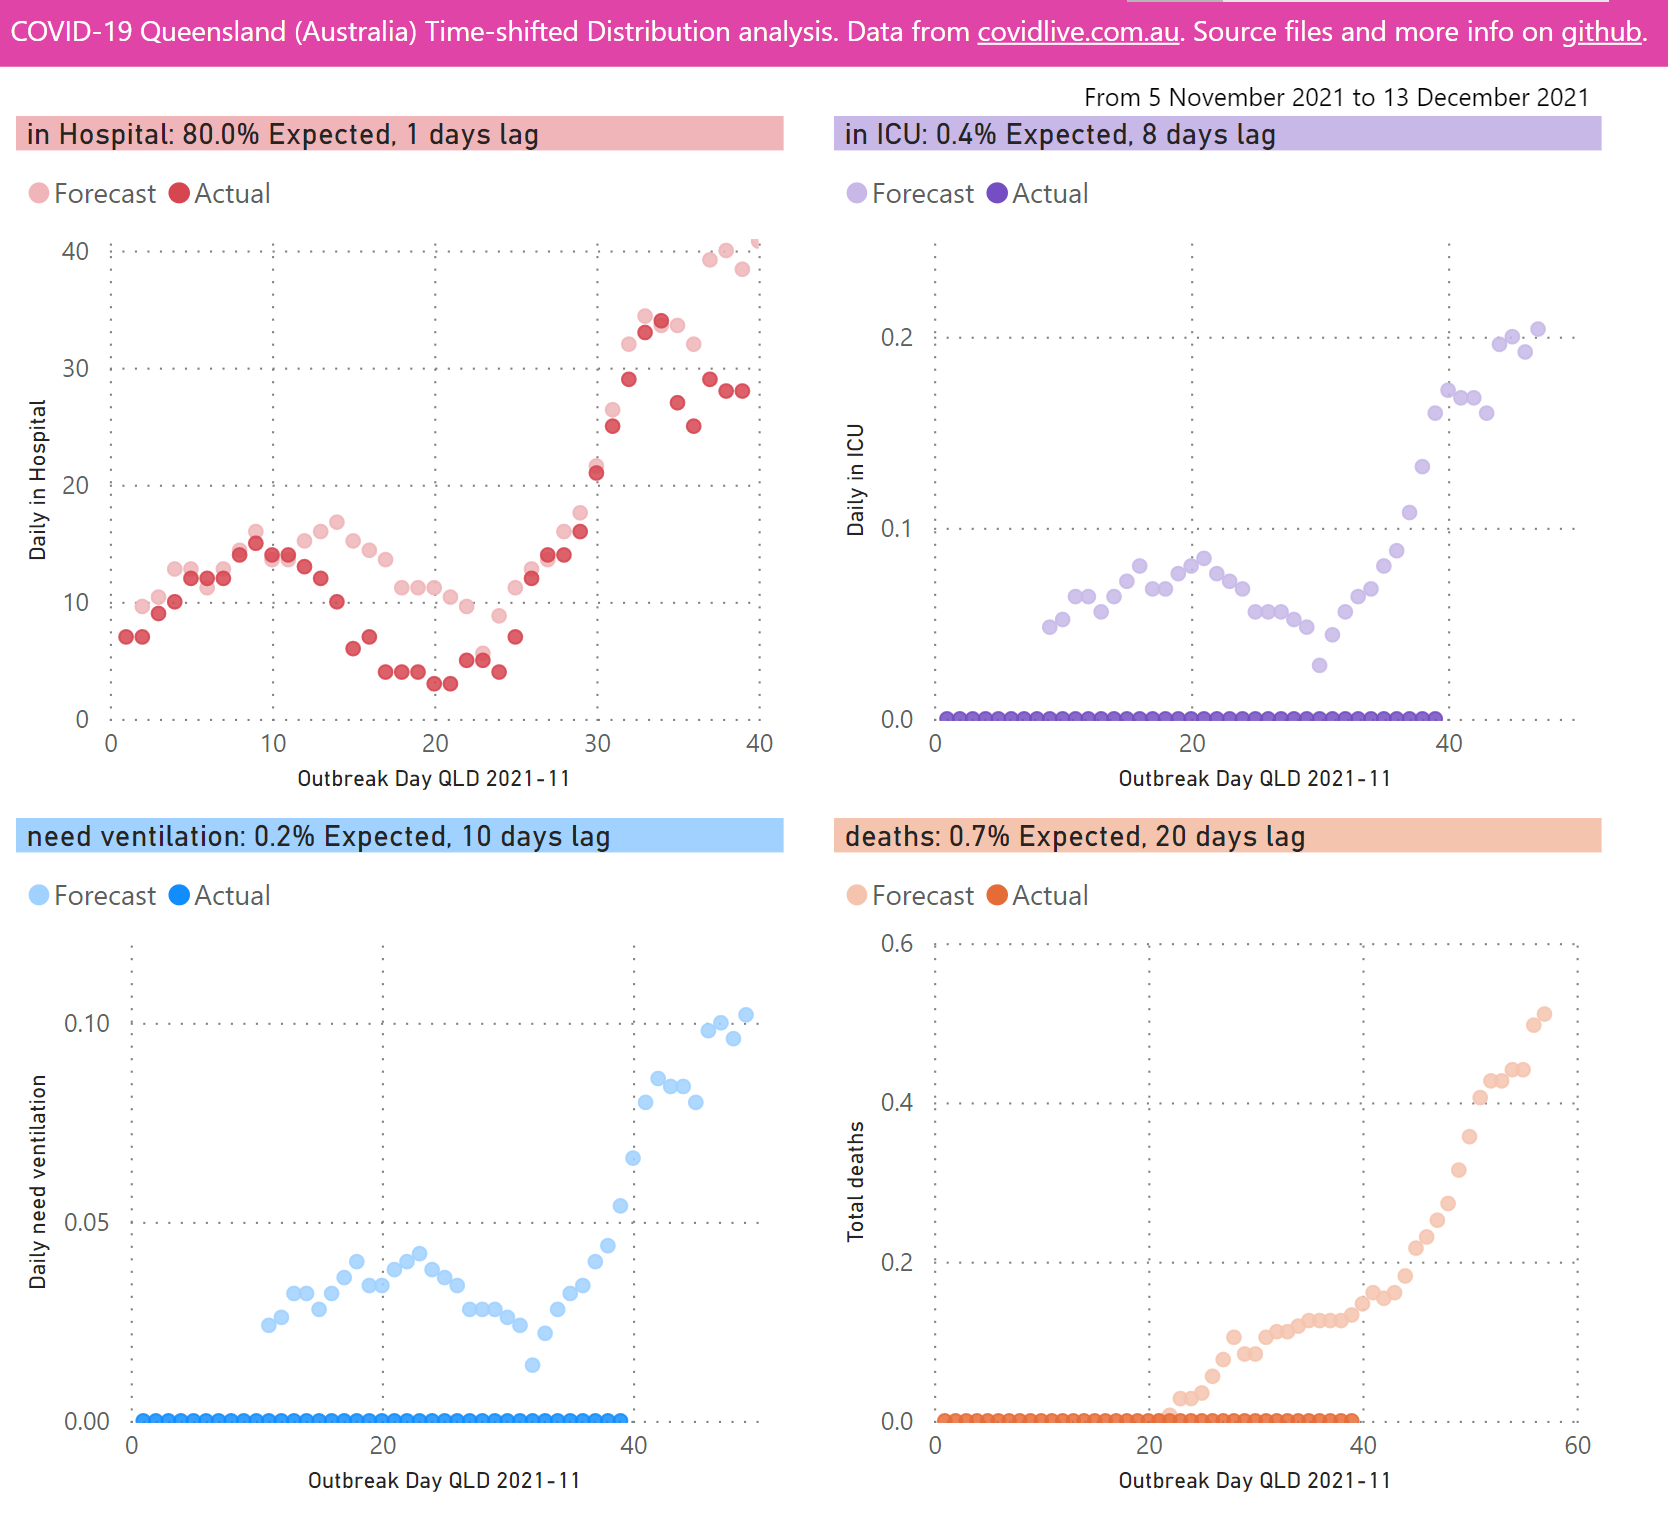 COVID-19 Queensland (Australia) Time-shifted Distribution analysis. Data from covidlive.com.au. Source files and more info on github.
From 5 November 2021 to 13 December 2021
in Hospital: 80.0% Expected, 1 days lag
Forecast Actual
Daily in Hospital
40
30
20
10
0
0 10 20 30 40
Outbreak Day QLD 2021-11
in ICU: 0.4% Expected, 8 days lag
Forecast Actual
Daily in ICU
0.2
0.1
0.0
0 20 40
Outbreak Day QLD 2021-11
need ventilation: 0.2% Expected, 10 days lag
Forecast Actual
Daily need ventilation
0.10
0.05
0.00
0 20 40
Outbreak Day QLD 2021-11
deaths: 0.7% Expected, 20 days lag
Forecast Actual
Total deaths
0.6
0.4
0.2
0.0
0 20 40 60
Outbreak Day QLD 2021-11